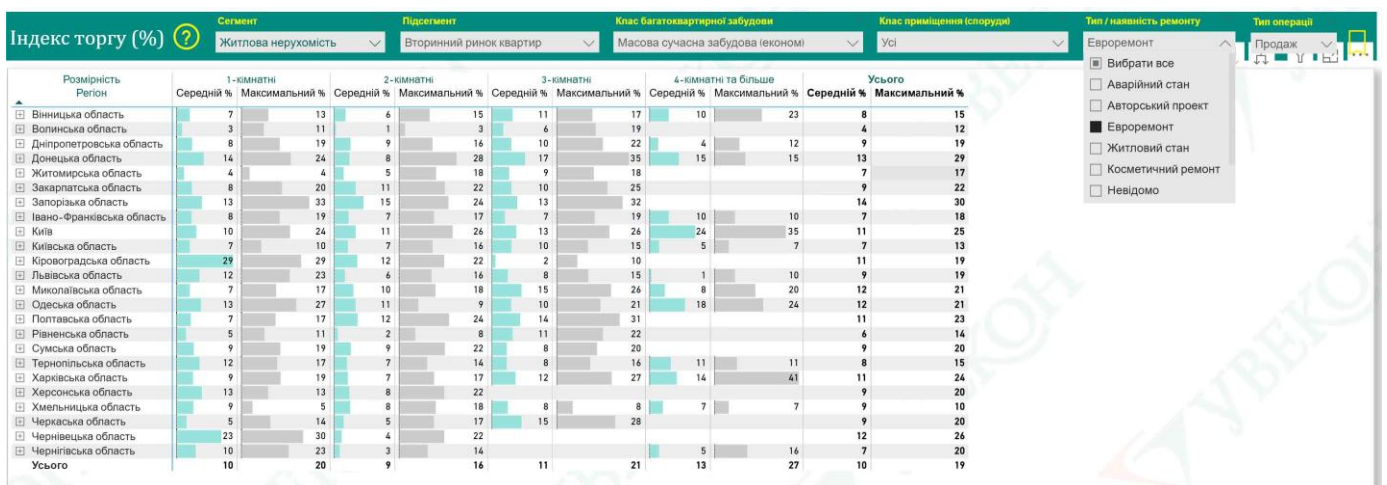 Сегмент Підсегмент Клас багатоквартирної забудови Клас приміщення (споруди) Тип / наявність ремонту Тип операції
Індекс торгу (%) ? Житлова нерухомість Вторинний ринок квартир Масова сучасна забудова (економ) Усі Евроремонт Продаж
Вибрати все
Аварійний стан
Авторський проект
Евроремонт
Житловий стан
Косметичний ремонт
Невідомо
Розмірність 1-кімнатні 2-кімнатні 3-кімнатні 4-кімнатні та більше Усього
Регіон Середній % Максимальний % Середній % Максимальний % Середній % Максимальний % Середній % Максимальний % Середній % Максимальний %
Вінницька область 7 13 6 15 11 17 10 23 8 15
Волинська область 3 11 1 3 6 19 4 12
Дніпропетровська область 8 19 9 16 10 22 4 12 9 19
Донецька область 14 24 8 28 17 35 15 15 13 29
Житомирська область 4 4 5 18 9 18 7 17
Закарпатська область 8 20 11 22 10 25 9 22
Запорізька область 13 33 15 24 13 32 14 30
Івано-Франківська область 8 19 7 17 7 19 10 10 7 18
Київ 10 24 11 26 13 26 24 35 11 25
Київська область 7 10 7 16 10 15 5 7 7 13
Кіровоградська область 29 29 12 22 2 10 11 19
Львівська область 12 23 6 16 8 15 1 10 9 19
Миколаївська область 7 17 10 18 15 26 8 20 12 21
Одеська область 13 27 11 9 10 21 18 24 12 21
Полтавська область 7 17 12 24 14 31 11 23
Рівненська область 5 11 2 8 11 22 6 14
Сумська область 9 19 9 22 8 20 9 20
Тернопільська область 12 17 7 14 8 16 11 11 8 15
Харківська область 9 19 7 17 12 27 14 41 11 24
Херсонська область 13 13 8 22 9 20
Хмельницька область 9 5 8 18 8 8 7 7 9 10
Черкаська область 5 14 5 17 15 28 9 20
Чернівецька область 23 30 4 22 12 26
Чернігівська область 10 23 3 14 5 16 7 20
Усього 10 20 9 16 11 21 13 27 10 19
УВЕКОН